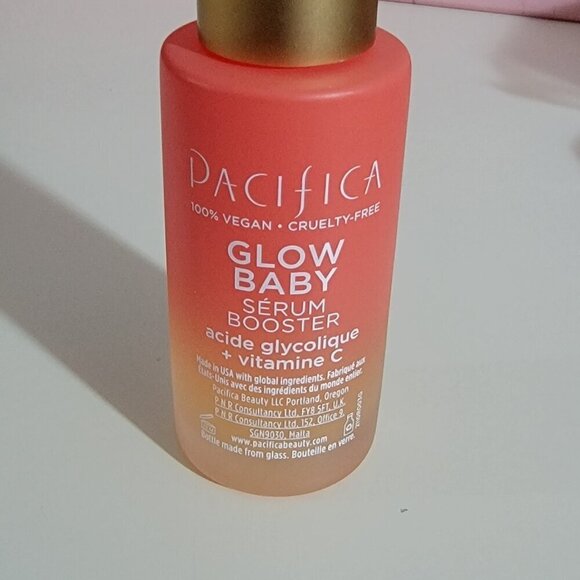 PACIFICA
100% VEGAN • CRUELTY-FREE
GLOW
BABY
SÉRUM
BOOSTER
acide glycolique
+ vitamine C
Made in USA with global ingredients. Fabriqué aux
États-Unis avec des ingrédients du monde entier.
Pacifica Beauty LLC Portland, Oregon
P N R Consultancy Ltd, FY8 5FT, U.K.
P N R Consultancy Ltd, 152, Office 9,
SGN9030, Malta
www.pacificabeauty.com
Bottle made from glass. Bouteille en verre.